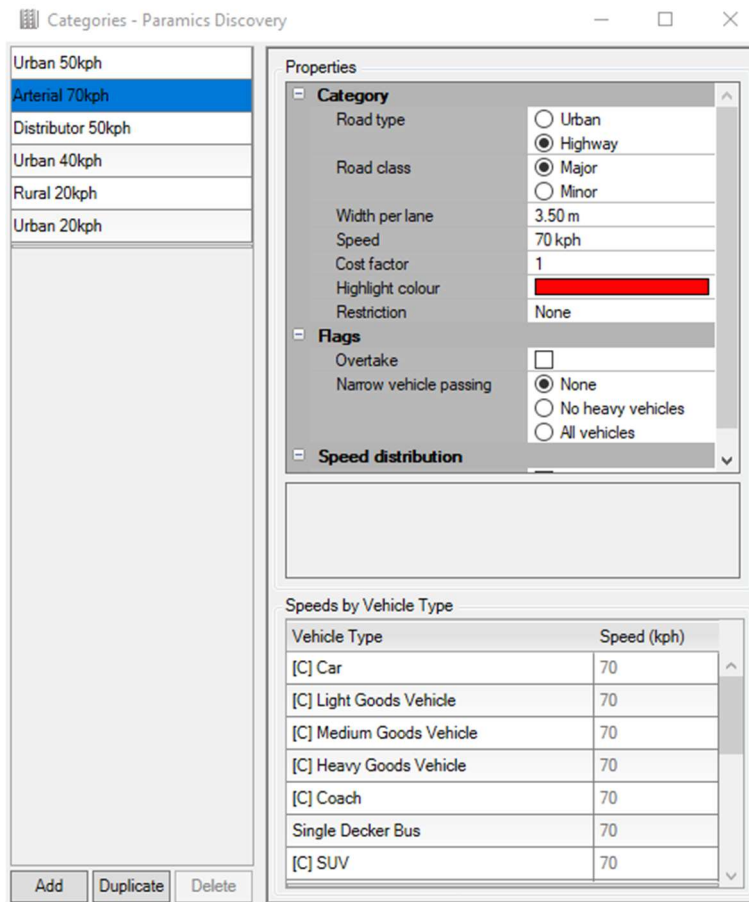 Categories - Paramics Discovery
Urban 50kph
Arterial 70kph
Distributor 50kph
Urban 40kph
Rural 20kph
Urban 20kph
Add
Duplicate
Delete
Properties
Category
Road type
Urban
Highway
Road class
Major
Minor
Width per lane 3.50 m
Speed 70 kph
Cost factor 1
Highlight colour
Restriction None
Flags
Overtake
Narrow vehicle passing
None
No heavy vehicles
All vehicles
Speed distribution
Speeds by Vehicle Type
Vehicle Type Speed (kph)
[C] Car 70
[C] Light Goods Vehicle 70
[C] Medium Goods Vehicle 70
[C] Heavy Goods Vehicle 70
[C] Coach 70
Single Decker Bus 70
[C] SUV 70